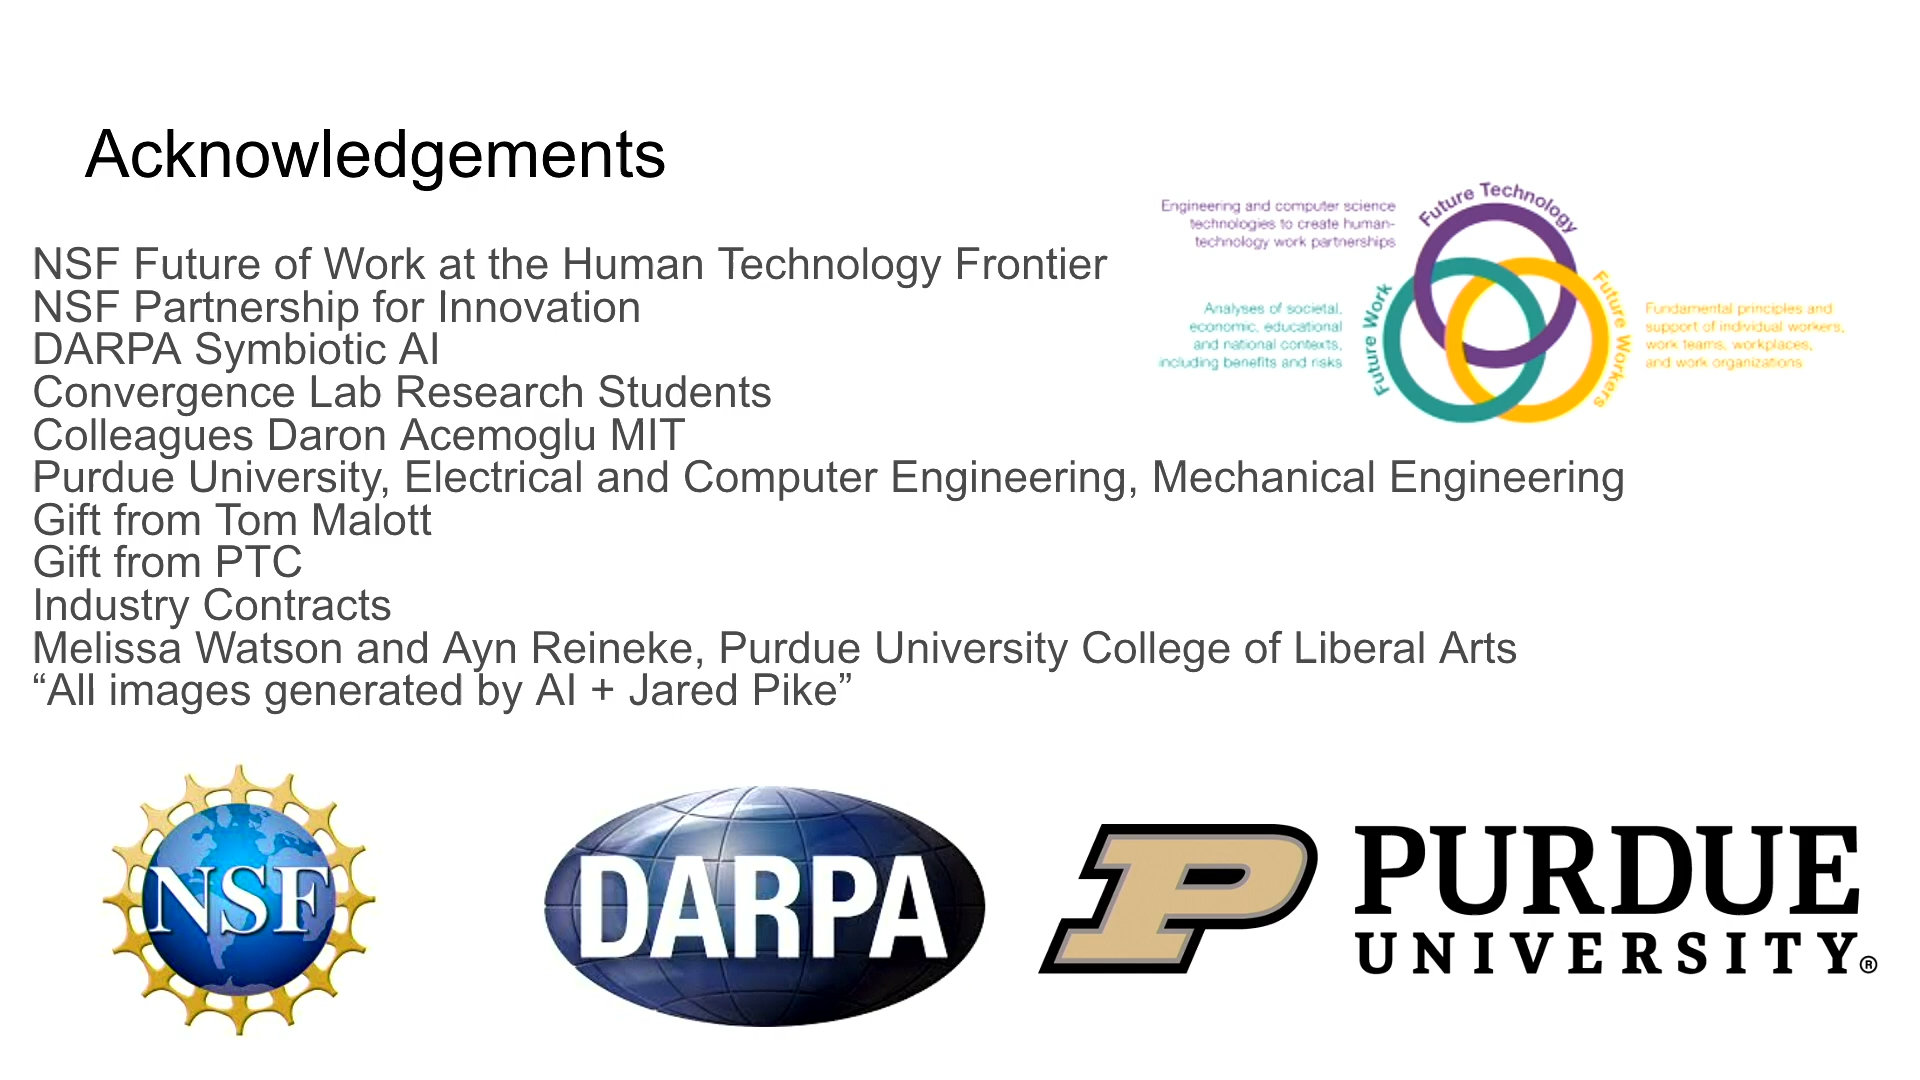 Acknowledgements
NSF Future of Work at the Human Technology Frontier
NSF Partnership for Innovation
DARPA Symbiotic AI
Convergence Lab Research Students
Colleagues Daron Acemoglu MIT
Purdue University, Electrical and Computer Engineering, Mechanical Engineering
Gift from Tom Malott
Gift from PTC
Industry Contracts
Melissa Watson and Ayn Reineke, Purdue University College of Liberal Arts
“All images generated by AI + Jared Pike”
Future Technology
Engineering and computer science
technologies to create human-
technology work partnerships
Future Work
Analyses of societal,
economic, educational
and national contexts,
including benefits and risks
Future Workers
Fundamental principles and
support of individual workers,
work teams, workplaces,
and work organizations
NSF
DARPA
P
PURDUE
UNIVERSITY®